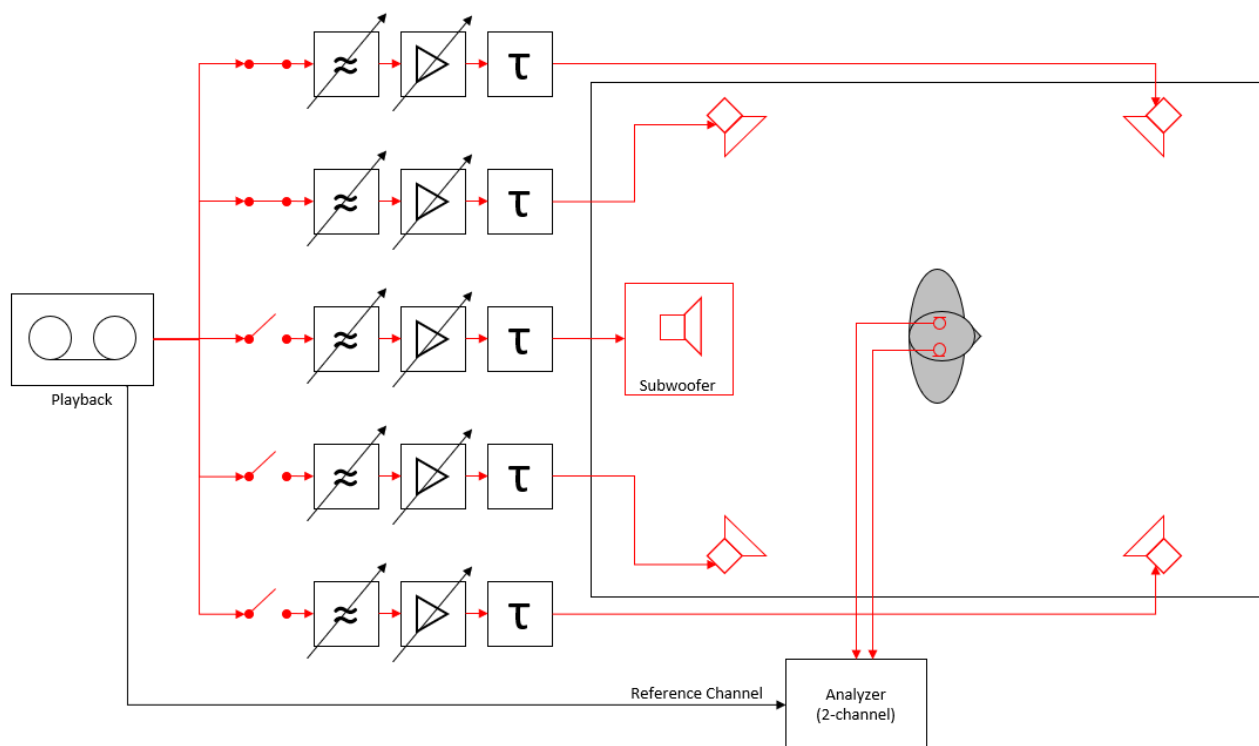 ≈
τ
≈
τ
≈
τ
Subwoofer
Playback
≈
τ
≈
τ
Reference Channel
Analyzer
(2-channel)